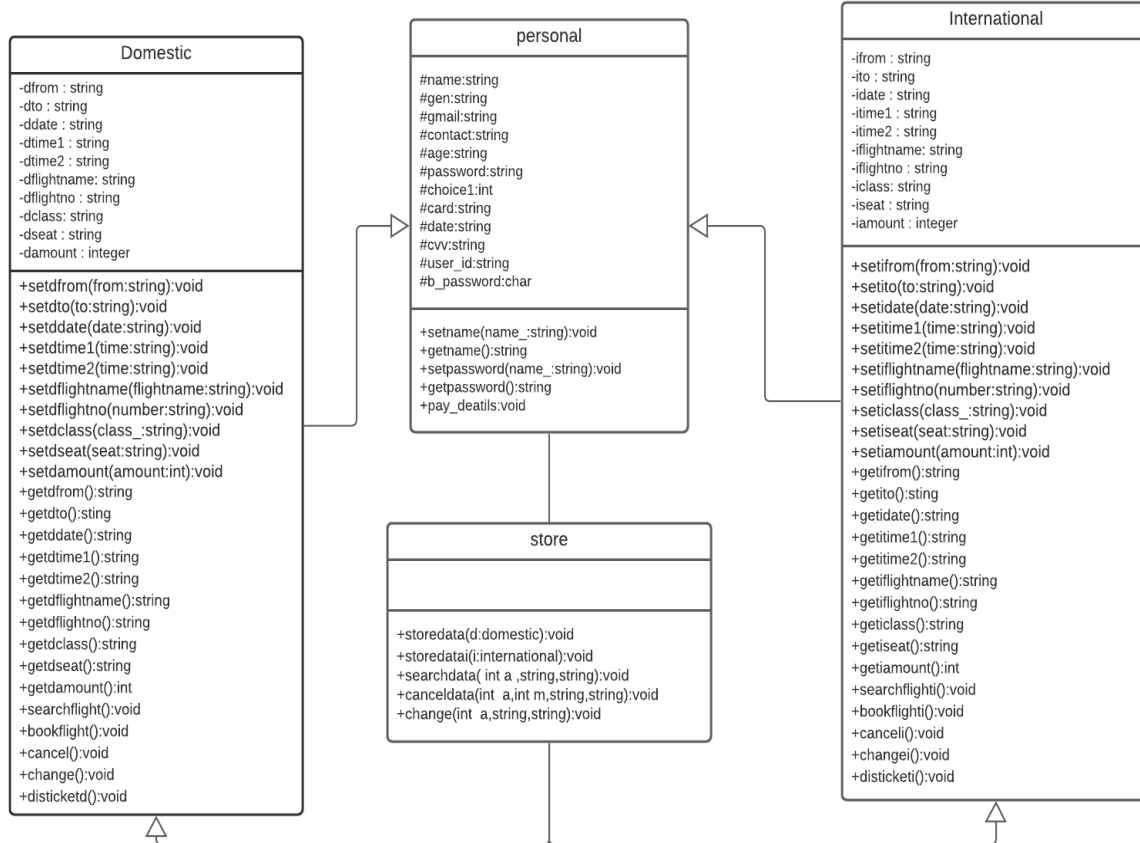 Domestic
-dfrom : string
-dto : string
-ddate : string
-dtime1 : string
-dtime2 : string
-dflightname: string
-dflightno : string
-dclass: string
-dseat : string
-damount : integer
+setdfrom(from:string):void
+setdto(to:string):void
+setddate(date:string):void
+setdtime1(time:string):void
+setdtime2(time:string):void
+setdflightname(flightname:string):void
+setdflightno(number:string):void
+setdclass(class_:string):void
+setdseat(seat:string):void
+setdamount(amount:int):void
+getdfrom():string
+getdto():sting
+getddate():string
+getdtime1():string
+getdtime2():string
+getdflightname():string
+getdflightno():string
+getdclass():string
+getdseat():string
+getdamount():int
+searchflight():void
+bookflight():void
+cancel():void
+change():void
+disticketd():void
personal
#name:string
#gen:string
#gmail:string
#contact:string
#age:string
#password:string
#choice1:int
#card:string
#date:string
#cvv:string
#user_id:string
#b_password:char
+setname(name_:string):void
+getname():string
+setpassword(name_:string):void
+getpassword():string
+pay_deatils:void
store
+storedata(d:domestic):void
+storedatai(i:international):void
+searchdata( int a ,string,string):void
+canceldata(int a,int m,string,string):void
+change(int a,string,string):void
International
-ifrom : string
-ito : string
-idate : string
-itime1 : string
-itime2 : string
-iflightname: string
-iflightno : string
-iclass: string
-iseat : string
-iamount : integer
+setifrom(from:string):void
+setito(to:string):void
+setidate(date:string):void
+setitime1(time:string):void
+setitime2(time:string):void
+setiflightname(flightname:string):void
+setiflightno(number:string):void
+seticlass(class_:string):void
+setiseat(seat:string):void
+setiamount(amount:int):void
+getifrom():string
+getito():sting
+getidate():string
+getitime1():string
+getitime2():string
+getiflightname():string
+getiflightno():string
+geticlass():string
+getiseat():string
+getiamount():int
+searchflighti():void
+bookflighti():void
+canceli():void
+changei():void
+disticketi():void